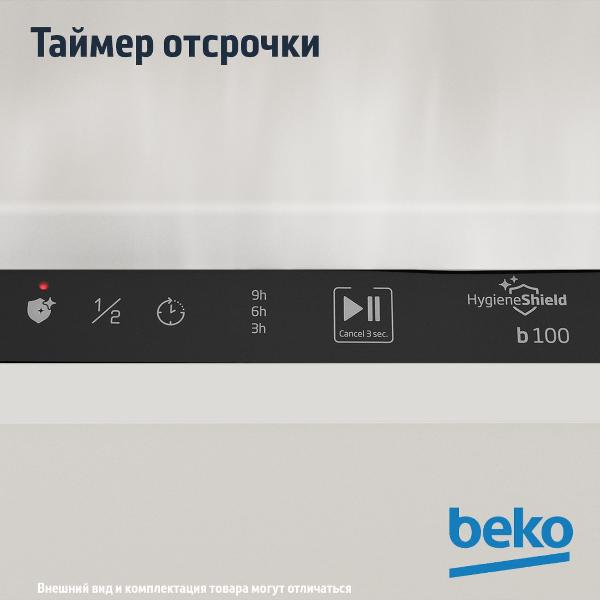 Таймер отсрочки
1/2
9h
6h
3h
Cancel 3 sec.
HygieneShield
b 100
beko
Внешний вид и комплектация товара могут отличаться